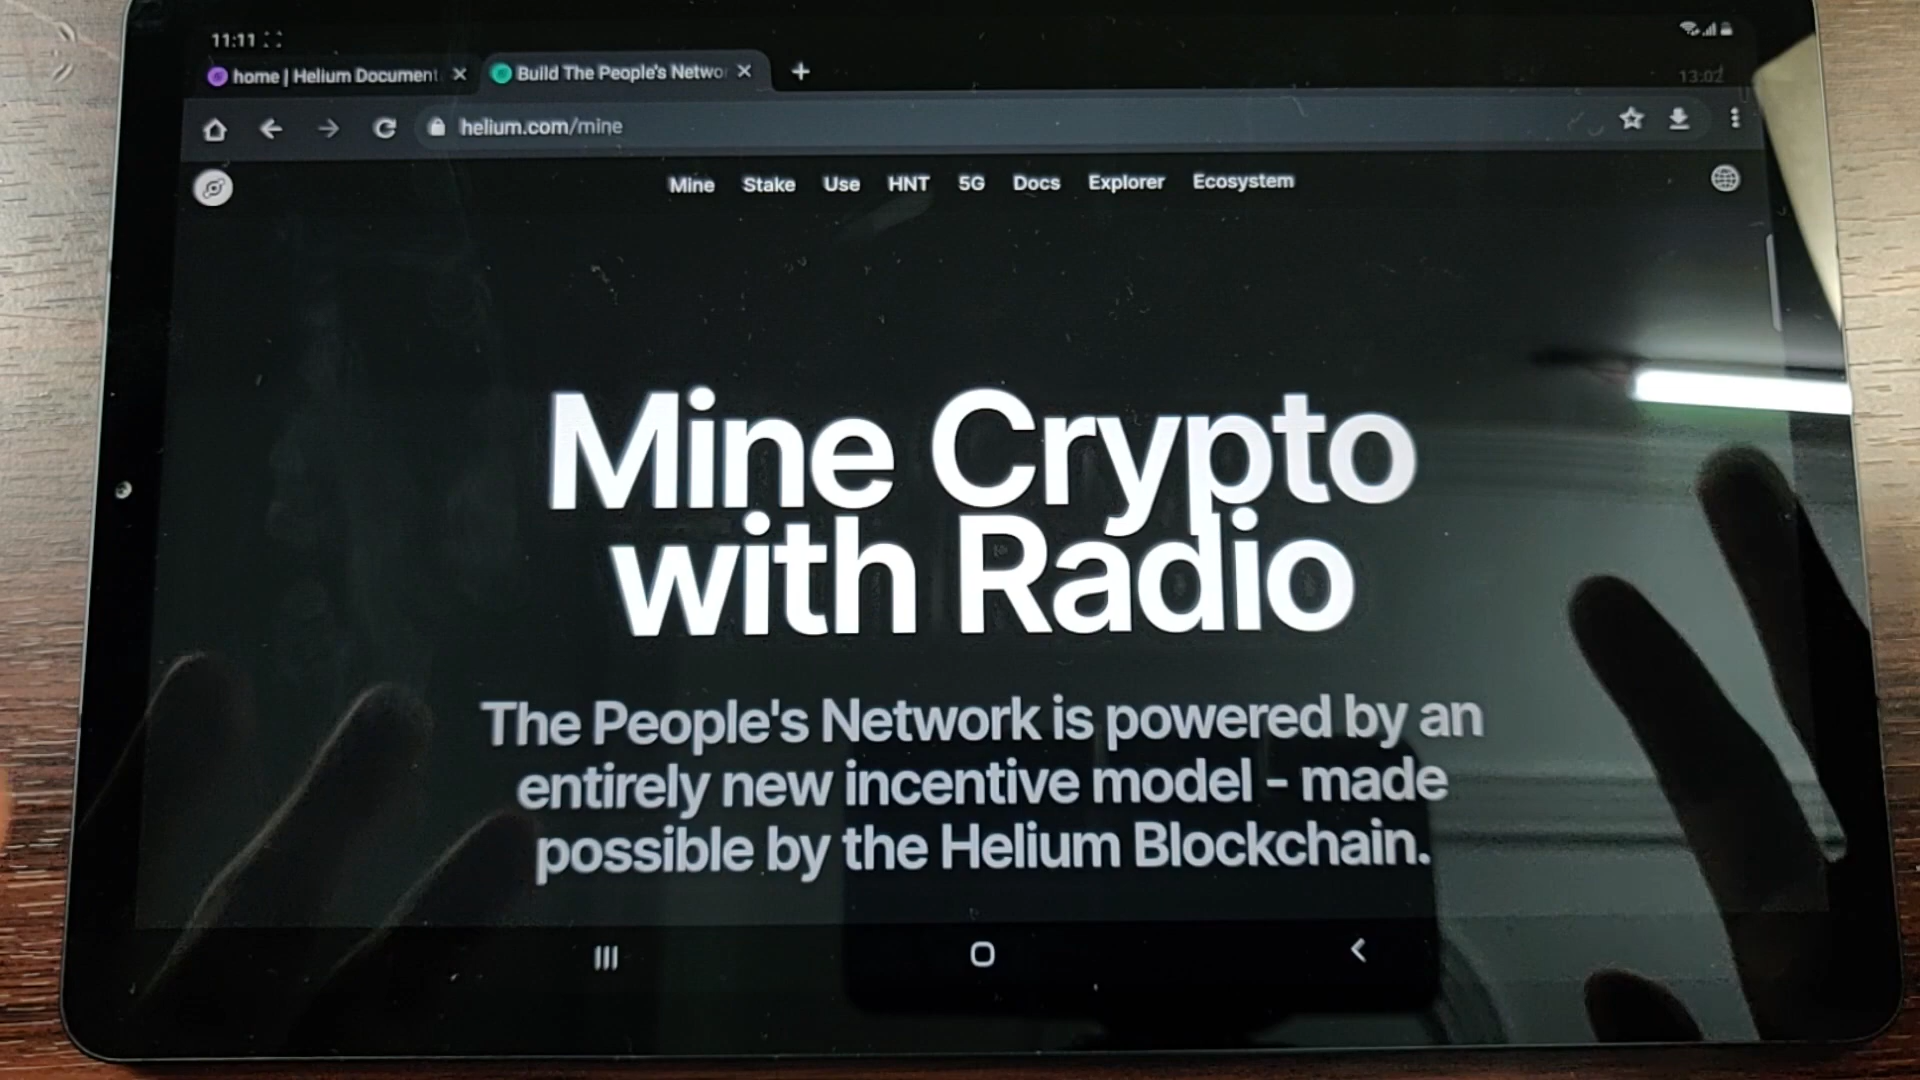 11:11
home | Helium Document
Build The People's Netwo
13:02
helium.com/mine
Mine Stake Use HNT 5G Docs Explorer Ecosystem
Mine Crypto
with Radio
The People's Network is powered by an
entirely new incentive model - made
possible by the Helium Blockchain.